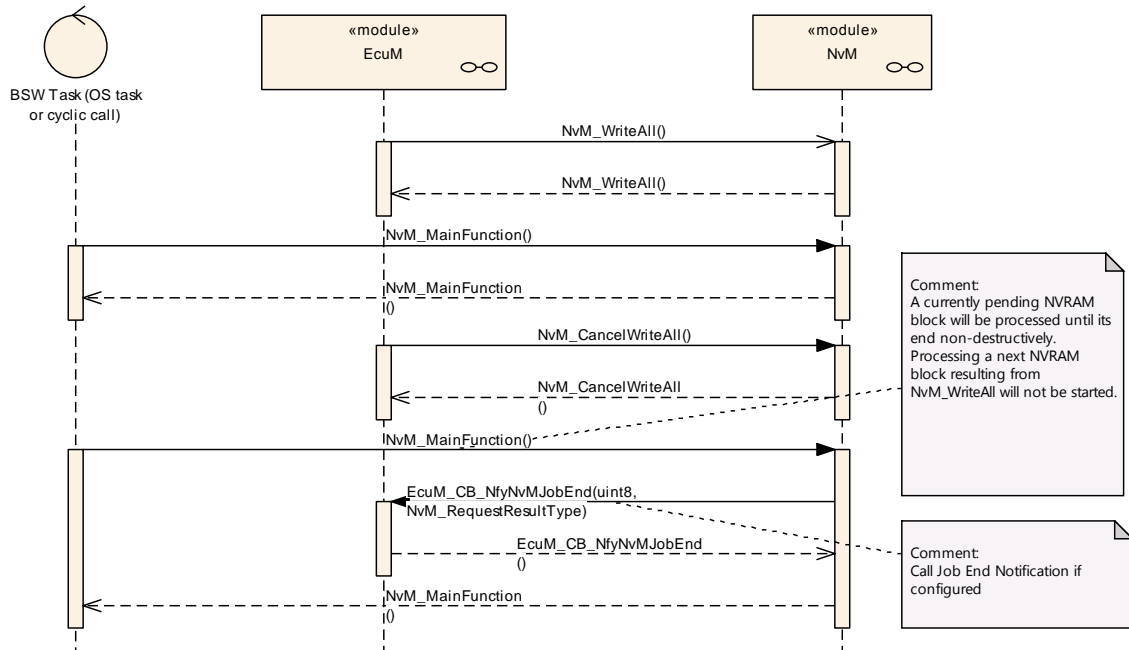 «module»
EcuM
«module»
NvM
BSW Task (OS task
or cyclic call)
NvM_WriteAll()
NvM_WriteAll()
NvM_MainFunction()
NvM_MainFunction
()
NvM_CancelWriteAll()
NvM_CancelWriteAll
()
NvM_MainFunction()
EcuM_CB_NfyNvMJobEnd(uint8,
NvM_RequestResultType)
EcuM_CB_NfyNvMJobEnd
()
NvM_MainFunction
()
Comment:
A currently pending NVRAM
block will be processed until its
end non-destructively.
Processing a next NVRAM
block resulting from
NvM_WriteAll will not be started.
Comment:
Call Job End Notification if
configured